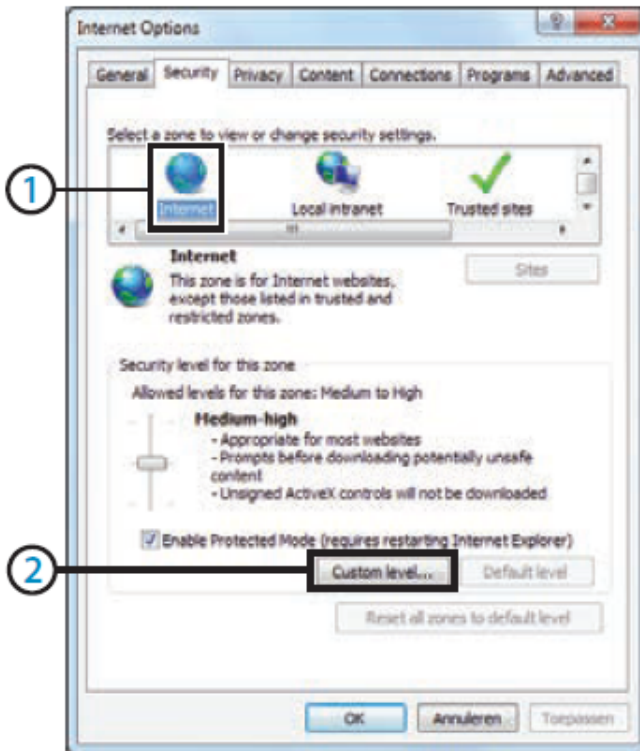 Internet Options
General Security Privacy Content Connections Programs Advanced
Select a zone to view or change security settings.
1
Internet Local intranet Trusted sites
Internet
Sites
This zone is for Internet websites,
except those listed in trusted and
restricted zones.
Security level for this zone
Allowed levels for this zone: Medium to High
Medium-high
- Appropriate for most websites
- Prompts before downloading potentially unsafe
content
- Unsigned ActiveX controls will not be downloaded
Enable Protected Mode (requires restarting Internet Explorer)
2
Custom level... Default level
Reset all zones to default level
OK Annuleren Toepassen